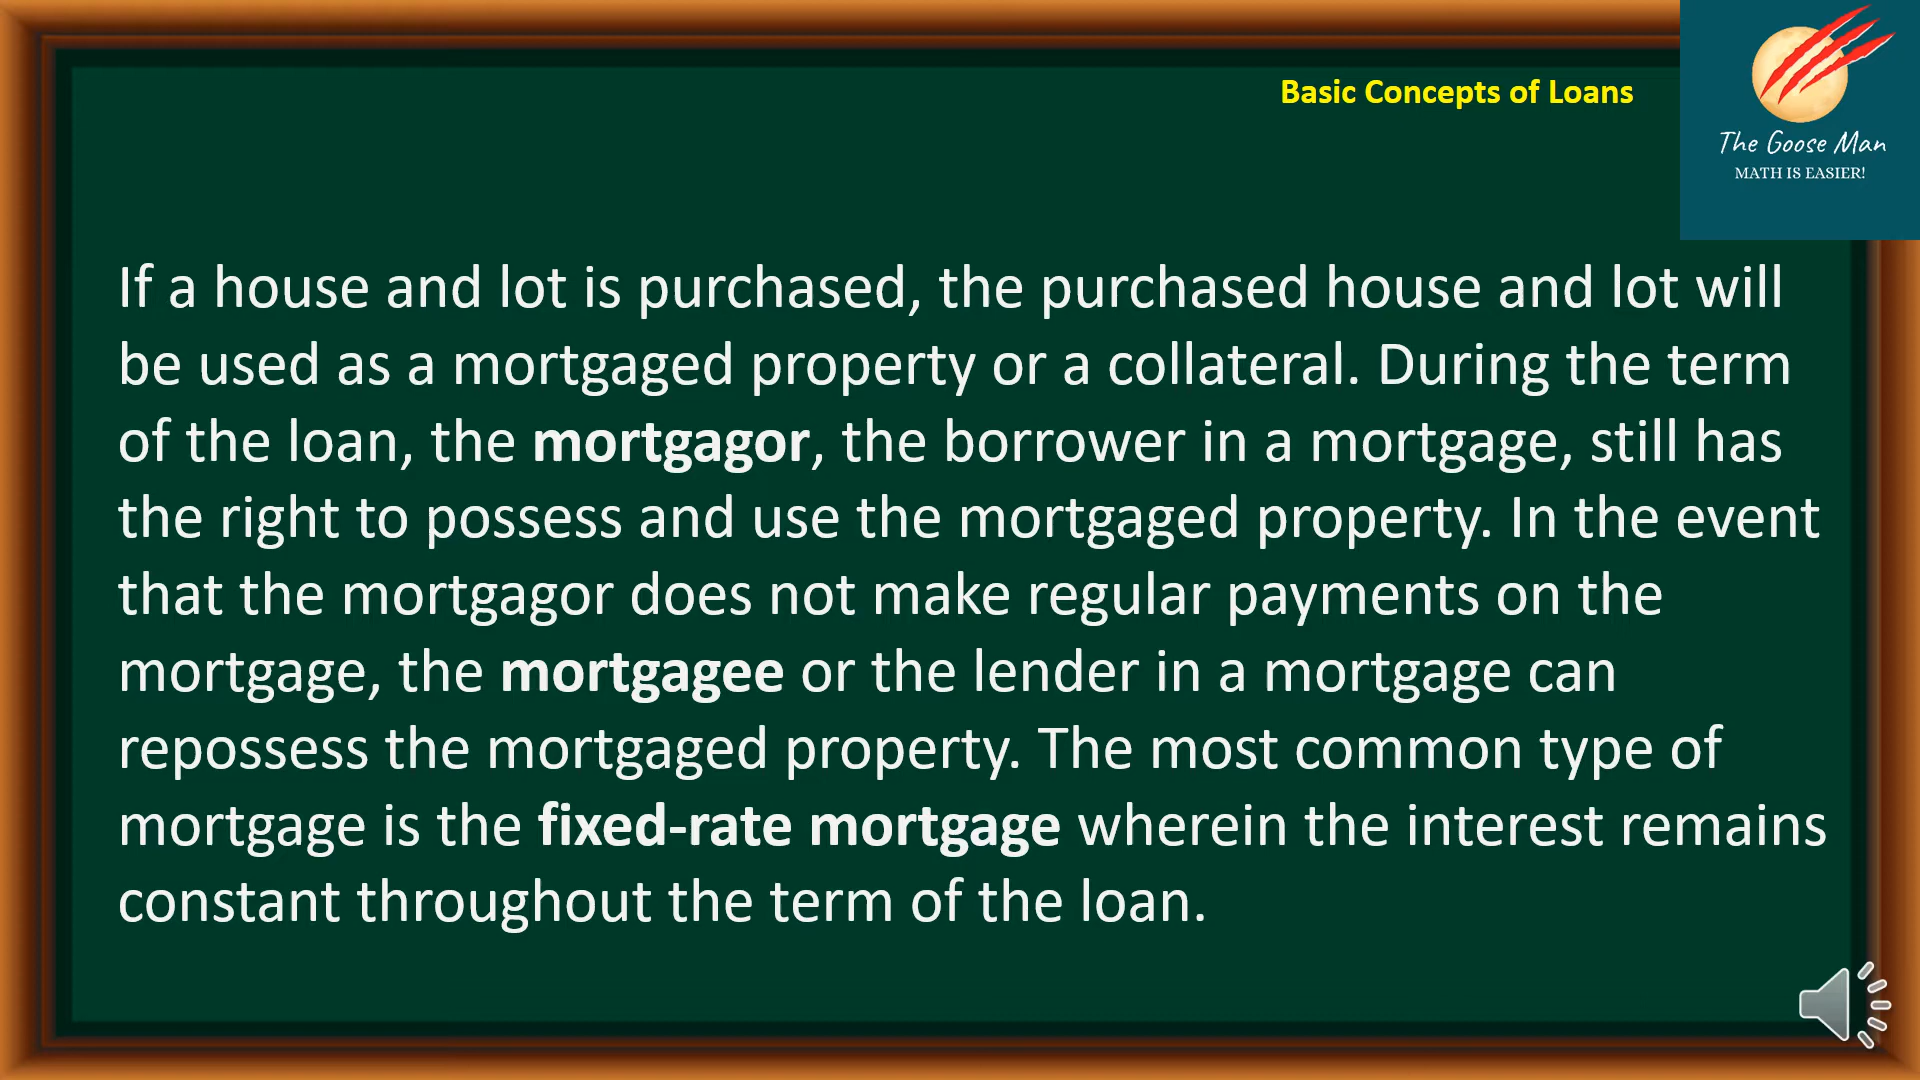 Basic Concepts of Loans
The Goose Man
MATH IS EASIER!
If a house and lot is purchased, the purchased house and lot will
be used as a mortgaged property or a collateral. During the term
of the loan, the mortgagor, the borrower in a mortgage, still has
the right to possess and use the mortgaged property. In the event
that the mortgagor does not make regular payments on the
mortgage, the mortgagee or the lender in a mortgage can
repossess the mortgaged property. The most common type of
mortgage is the fixed-rate mortgage wherein the interest remains
constant throughout the term of the loan.